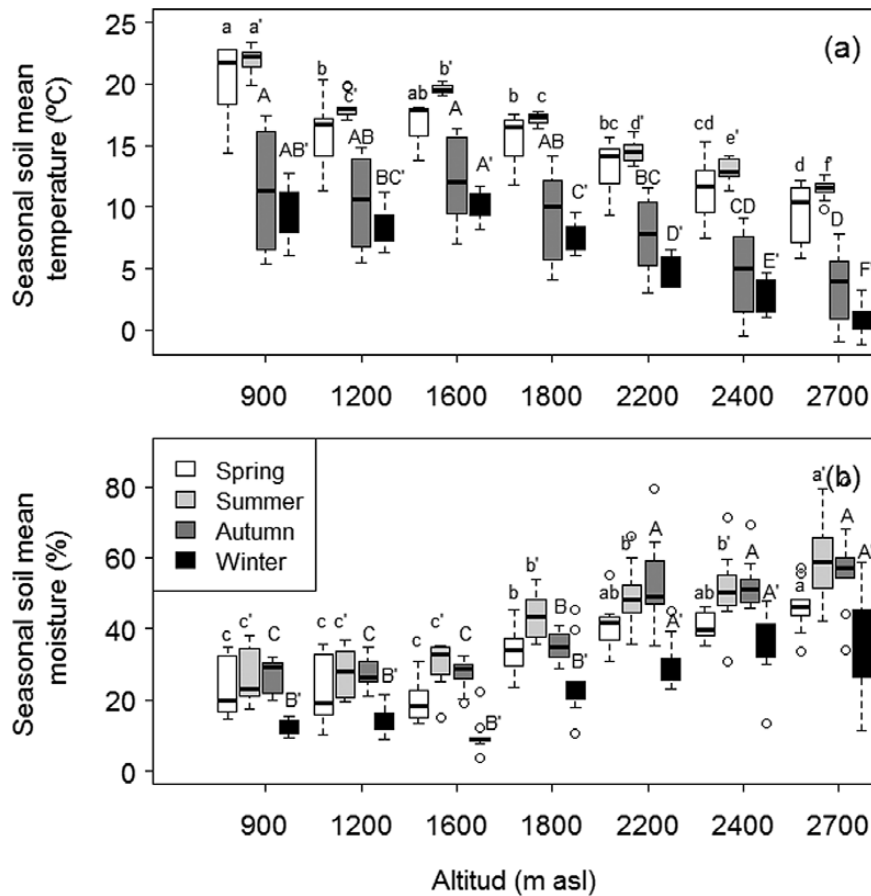 Seasonal soil mean
temperature (ºC)
25
20
15
10
5
0
(a)
a a' A AB'
b c' AB BC'
ab b' A A'
b c AB C'
bc d' BC D'
cd e' CD E'
d f' D F'
900 1200 1600 1800 2200 2400 2700
Seasonal soil mean
moisture (%)
80
60
40
20
0
Spring
Summer
Autumn
Winter
(b)
c c' C B'
c c' C B'
c c' C B'
b b' B B'
ab b' A A'
ab b' A A'
a a' A A'
900 1200 1600 1800 2200 2400 2700
Altitud (m asl)